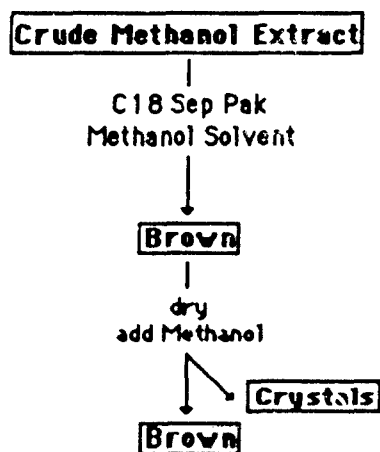 Crude Methanol Extract
C18 Sep Pak
Methanol Solvent
Brown
dry
add Methanol
Crystals
Brown